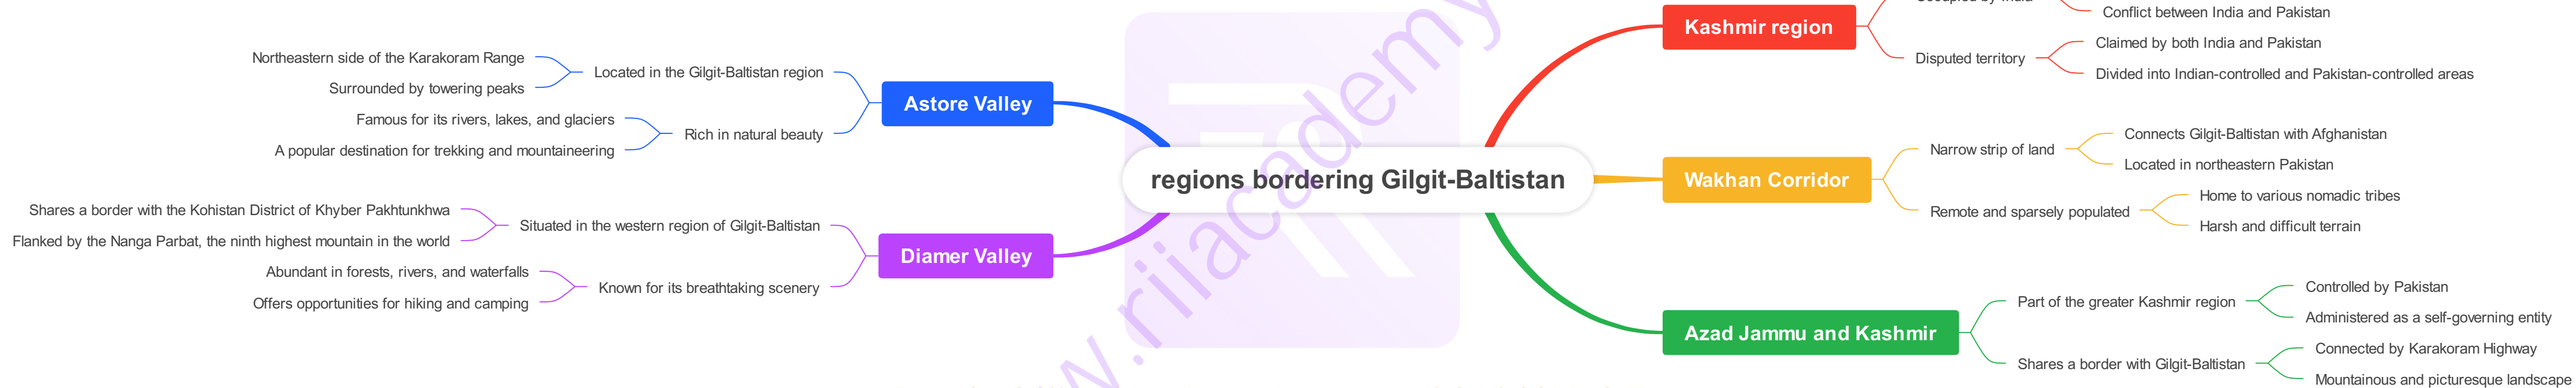 regions bordering Gilgit-Baltistan
Kashmir region
Conflict between India and Pakistan
Disputed territory
Claimed by both India and Pakistan
Divided into Indian-controlled and Pakistan-controlled areas
Wakhan Corridor
Narrow strip of land
Connects Gilgit-Baltistan with Afghanistan
Located in northeastern Pakistan
Remote and sparsely populated
Home to various nomadic tribes
Harsh and difficult terrain
Azad Jammu and Kashmir
Part of the greater Kashmir region
Controlled by Pakistan
Administered as a self-governing entity
Shares a border with Gilgit-Baltistan
Connected by Karakoram Highway
Mountainous and picturesque landscape
Astore Valley
Located in the Gilgit-Baltistan region
Northeastern side of the Karakoram Range
Surrounded by towering peaks
Rich in natural beauty
Famous for its rivers, lakes, and glaciers
A popular destination for trekking and mountaineering
Diamer Valley
Situated in the western region of Gilgit-Baltistan
Shares a border with the Kohistan District of Khyber Pakhtunkhwa
Flanked by the Nanga Parbat, the ninth highest mountain in the world
Known for its breathtaking scenery
Abundant in forests, rivers, and waterfalls
Offers opportunities for hiking and camping